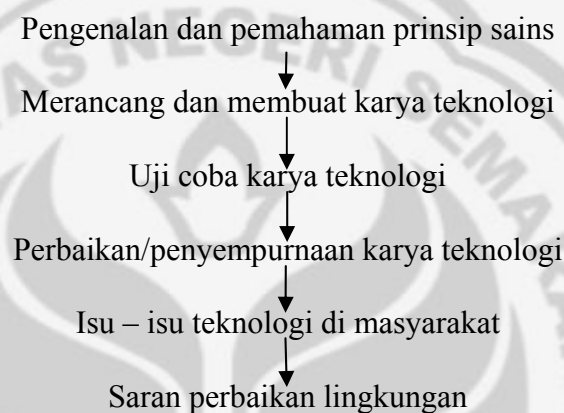 Pengenalan dan pemahaman prinsip sains
Merancang dan membuat karya teknologi
Uji coba karya teknologi
Perbaikan/penyempurnaan karya teknologi
Isu – isu teknologi di masyarakat
Saran perbaikan lingkungan